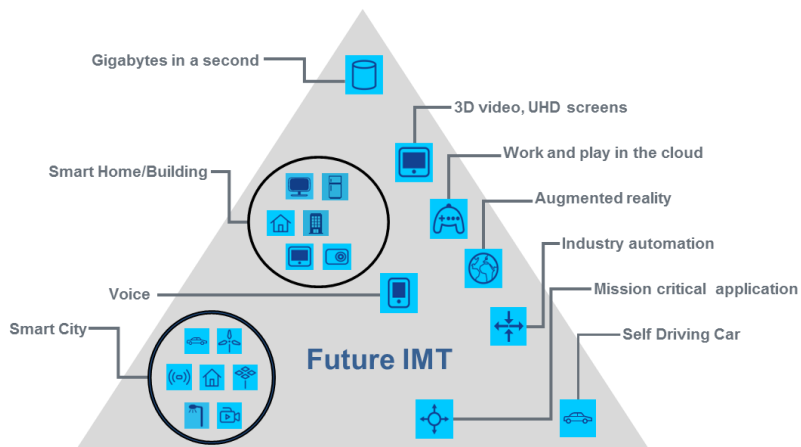 Gigabytes in a second
3D video, UHD screens
Work and play in the cloud
Smart Home/Building
Augmented reality
Industry automation
Mission critical application
Voice
Smart City
Self Driving Car
Future IMT